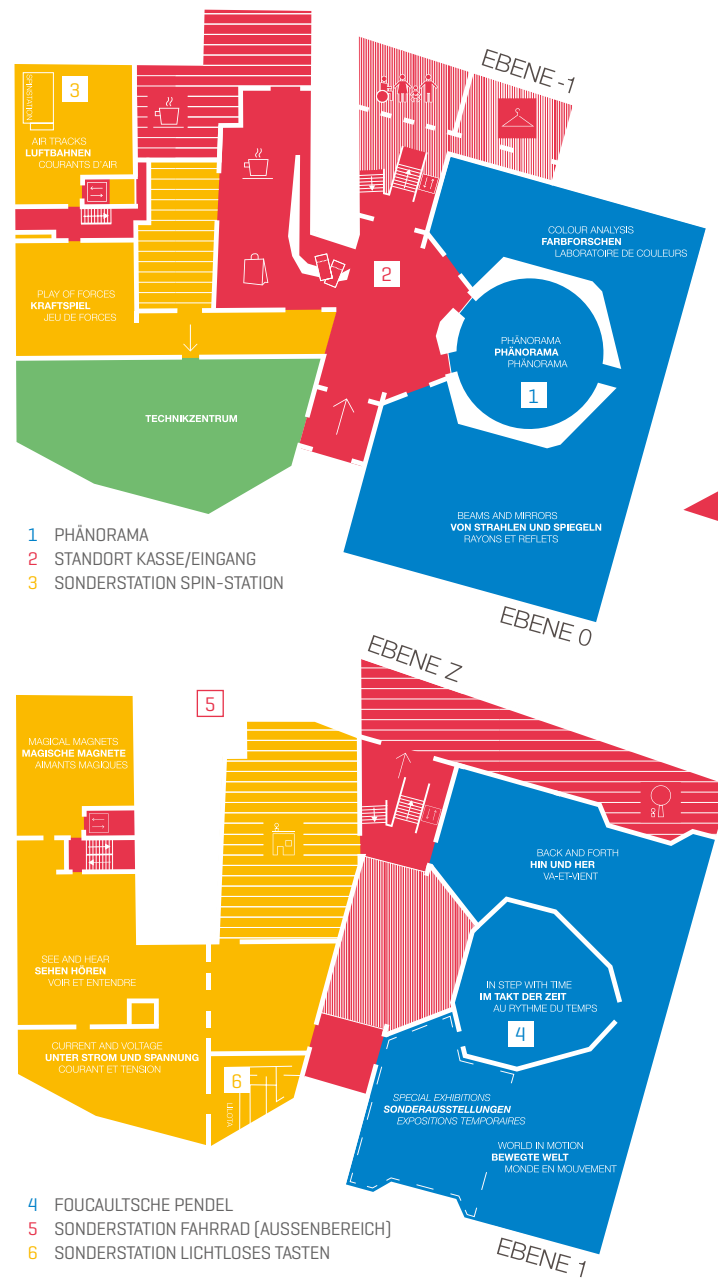 EBENE -1
SPINSTATION
3
AIR TRACKS
LUFTBAHNEN
COURANTS D'AIR
COLOUR ANALYSIS
FARBFORSCHEN
LABORATOIRE DE COULEURS
2
PLAY OF FORCES
KRAFTSPIEL
JEU DE FORCES
PHÄNORAMA
PHÄNORAMA
PHÄNORAMA
1
TECHNIKZENTRUM
BEAMS AND MIRRORS
VON STRAHLEN UND SPIEGELN
RAYONS ET REFLETS
1 PHÄNORAMA
2 STANDORT KASSE/EINGANG
3 SONDERSTATION SPIN-STATION
EBENE 0
EBENE Z
5
MAGICAL MAGNETS
MAGISCHE MAGNETE
AIMANTS MAGIQUES
BACK AND FORTH
HIN UND HER
VA-ET-VIENT
SEE AND HEAR
SEHEN HÖREN
VOIR ET ENTENDRE
IN STEP WITH TIME
IM TAKT DER ZEIT
AU RYTHME DU TEMPS
4
CURRENT AND VOLTAGE
UNTER STROM UND SPANNUNG
COURANT ET TENSION
6
LILOTA
SPECIAL EXHIBITIONS
SONDERAUSSTELLUNGEN
EXPOSITIONS TEMPORAIRES
WORLD IN MOTION
BEWEGTE WELT
MONDE EN MOUVEMENT
4 FOUCAULTSCHE PENDEL
5 SONDERSTATION FAHRRAD (AUSSENBEREICH)
6 SONDERSTATION LICHTLOSES TASTEN
EBENE 1